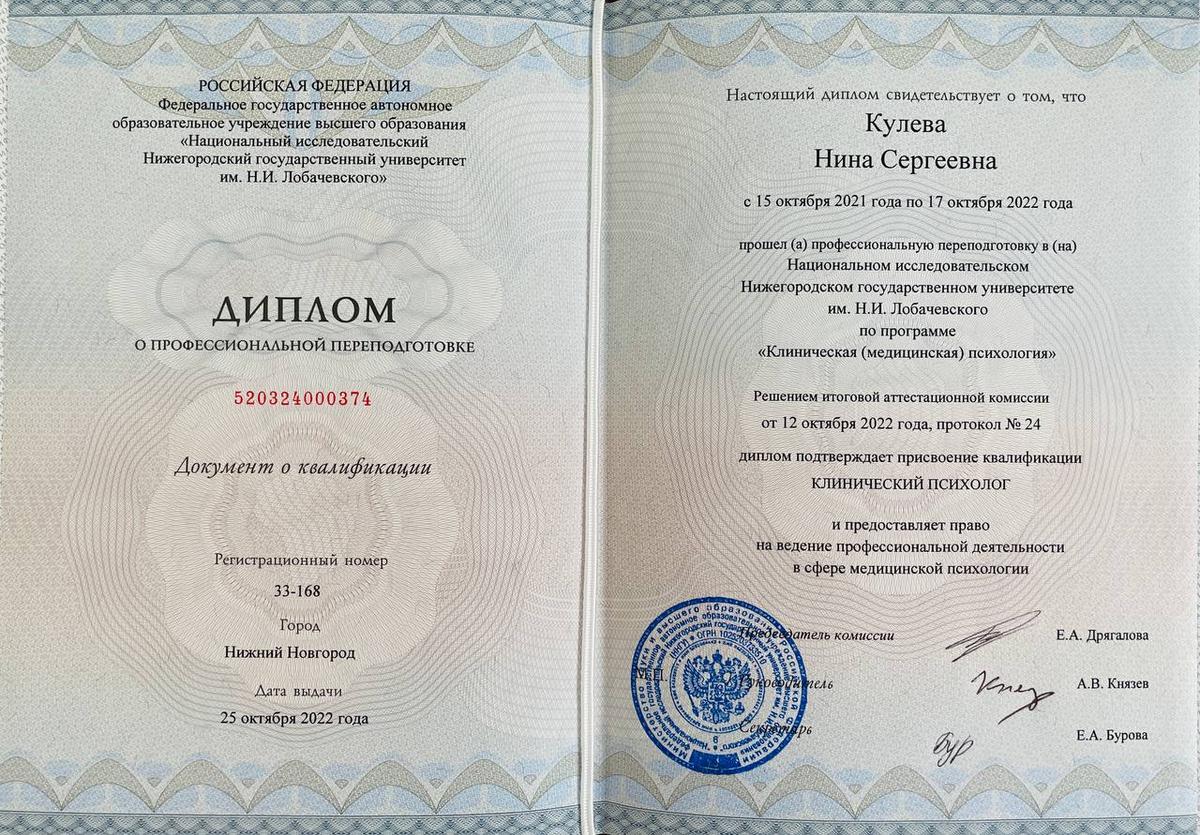 РОССИЙСКАЯ ФЕДЕРАЦИЯ
Федеральное государственное автономное
образовательное учреждение высшего образования
«Национальный исследовательский
Нижегородский государственный университет
им. Н.И. Лобачевского»
ДИПЛОМ
О ПРОФЕССИОНАЛЬНОЙ ПЕРЕПОДГОТОВКЕ
520324000374
Документ о квалификации
Регистрационный номер
33-168
Город
Нижний Новгород
Дата выдачи
25 октября 2022 года
Настоящий диплом свидетельствует о том, что
Кулева
Нина Сергеевна
с 15 октября 2021 года по 17 октября 2022 года
прошел (а) профессиональную переподготовку в (на)
Национальном исследовательском
Нижегородском государственном университете
им. Н.И. Лобачевского
по программе
«Клиническая (медицинская) психология»
Решением итоговой аттестационной комиссии
от 12 октября 2022 года, протокол № 24
диплом подтверждает присвоение квалификации
КЛИНИЧЕСКИЙ ПСИХОЛОГ
и предоставляет право
на ведение профессиональной деятельности
в сфере медицинской психологии
Председатель комиссии
Е.А. Дрягалова
М.П.
Руководитель
А.В. Князев
Секретарь
Е.А. Бурова